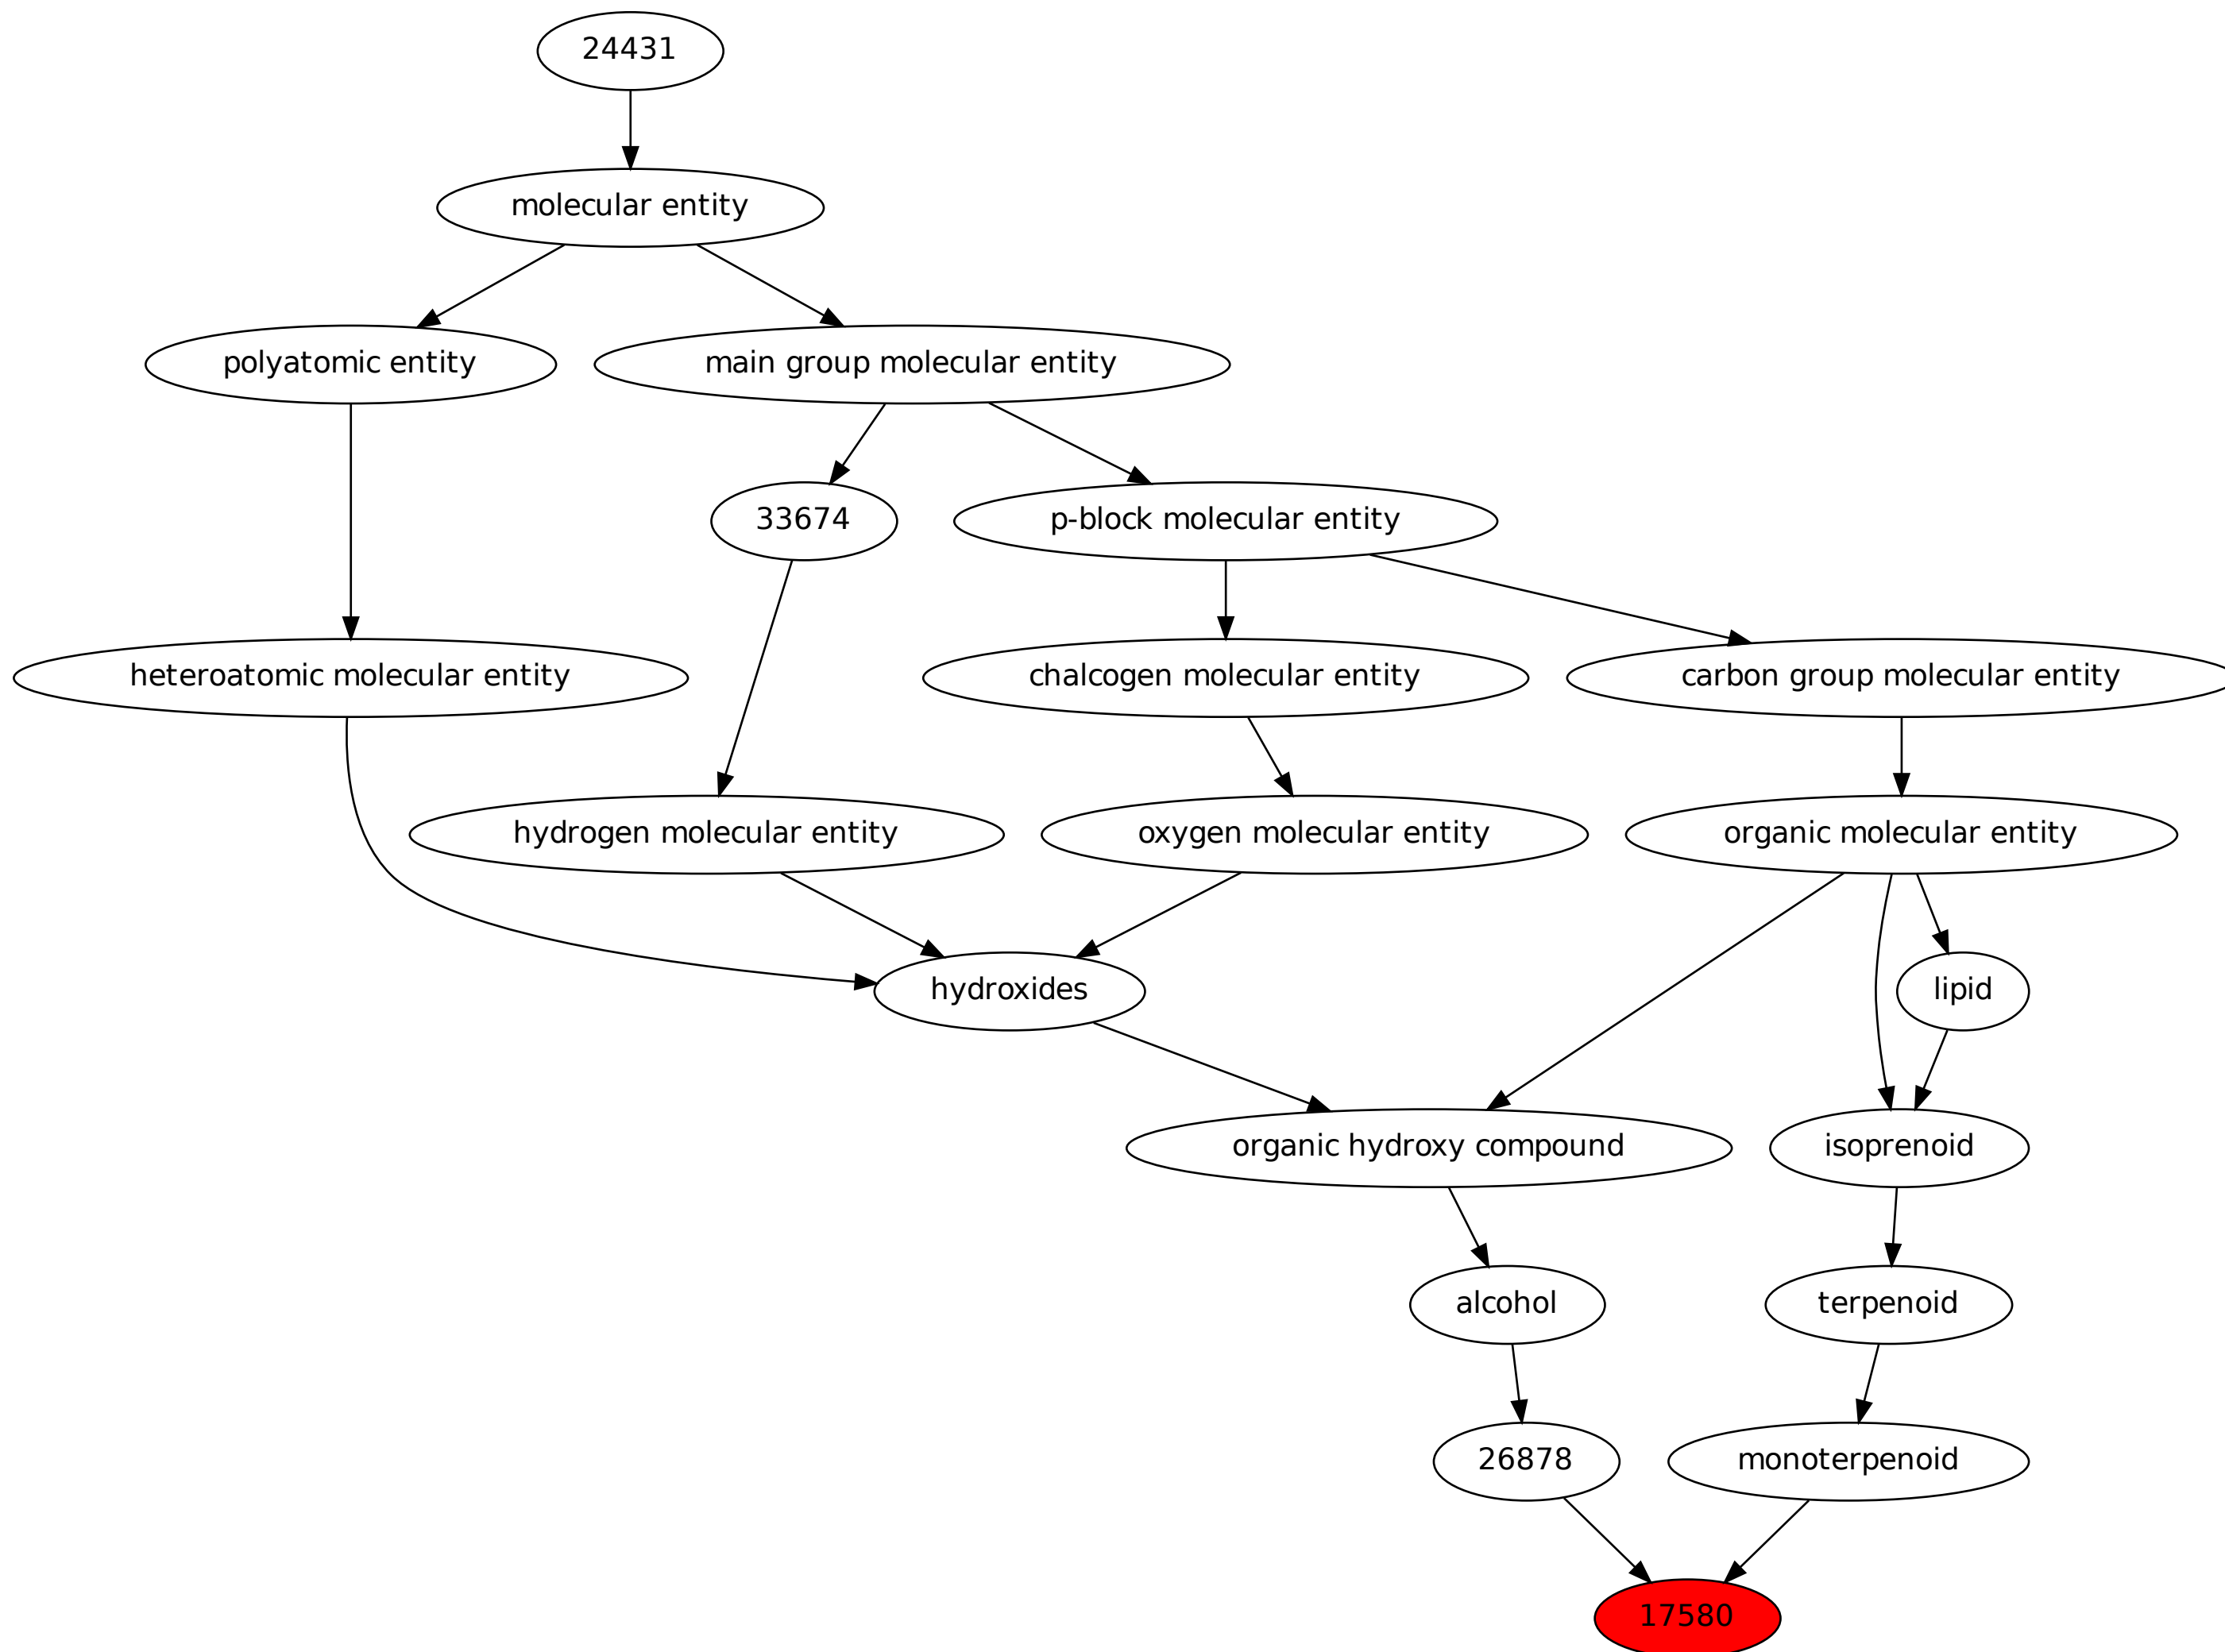 24431
molecular entity
polyatomic entity
main group molecular entity
33674
p-block molecular entity
heteroatomic molecular entity
chalcogen molecular entity
carbon group molecular entity
hydrogen molecular entity
oxygen molecular entity
organic molecular entity
hydroxides
lipid
organic hydroxy compound
isoprenoid
alcohol
terpenoid
26878
monoterpenoid
17580